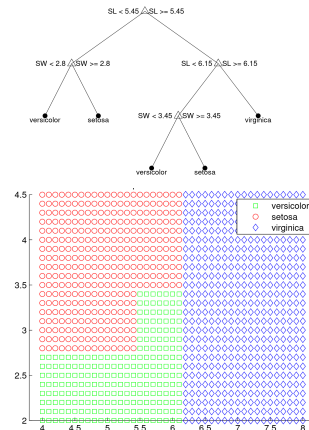 SL < 5.45 SL >= 5.45
SW < 2.8 SW >= 2.8 SL < 6.15 SL >= 6.15
versicolor setosa SW < 3.45 SW >= 3.45 virginica
versicolor setosa
4.5
versicolor
setosa
virginica
4
3.5
3
2.5
2
4 4.5 5 5.5 6 6.5 7 7.5 8